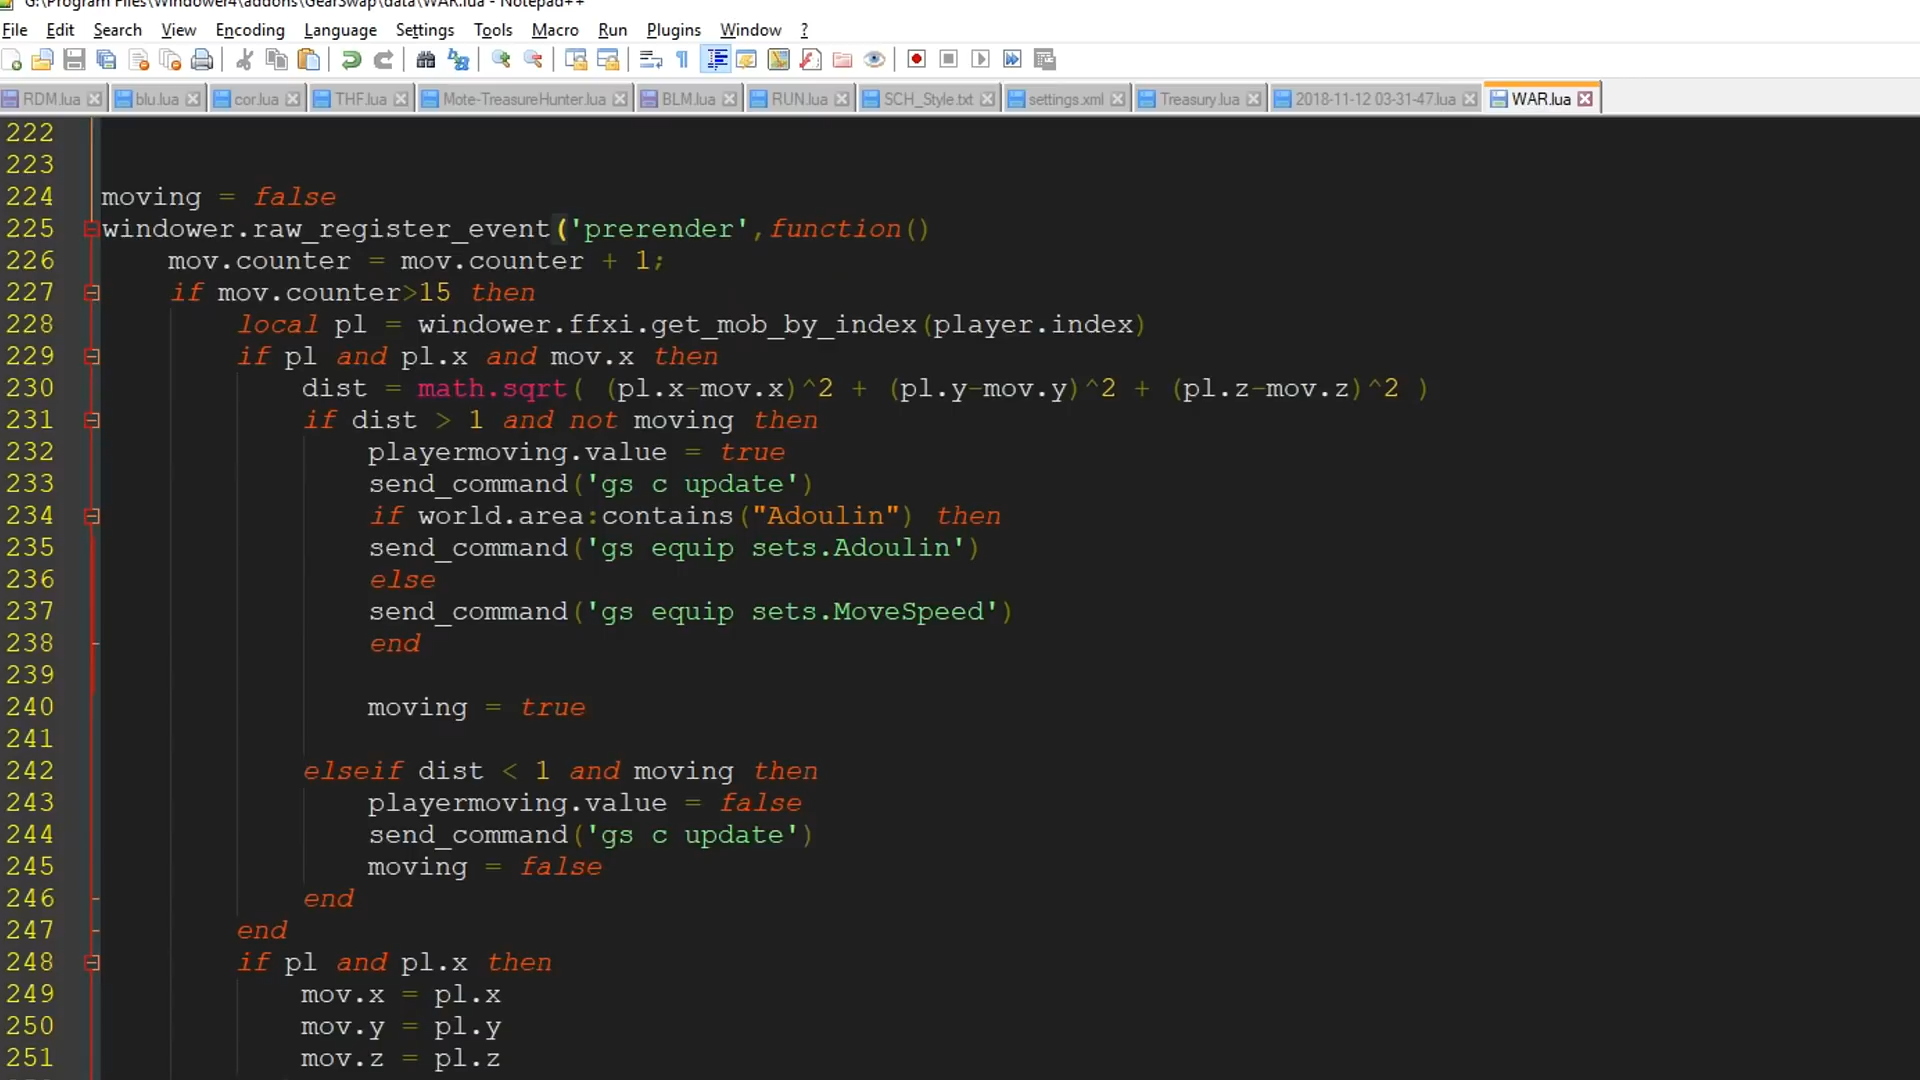 G:\Program Files\Windower4\addons\GearSwap\data\WAR.lua - Notepad++
File Edit Search View Encoding Language Settings Tools Macro Run Plugins Window ?
RDM.lua blu.lua cor.lua THF.lua Mote-TreasureHunter.lua BLM.lua RUN.lua SCH_Style.txt settings.xml Treasury.lua 2018-11-12 03-31-47.lua WAR.lua
222
223
224 moving = false
225 windower.raw_register_event('prerender',function()
226 mov.counter = mov.counter + 1;
227 if mov.counter>15 then
228 local pl = windower.ffxi.get_mob_by_index(player.index)
229 if pl and pl.x and mov.x then
230 dist = math.sqrt( (pl.x-mov.x)^2 + (pl.y-mov.y)^2 + (pl.z-mov.z)^2 )
231 if dist > 1 and not moving then
232 playermoving.value = true
233 send_command('gs c update')
234 if world.area:contains("Adoulin") then
235 send_command('gs equip sets.Adoulin')
236 else
237 send_command('gs equip sets.MoveSpeed')
238 end
239
240 moving = true
241
242 elseif dist < 1 and moving then
243 playermoving.value = false
244 send_command('gs c update')
245 moving = false
246 end
247 end
248 if pl and pl.x then
249 mov.x = pl.x
250 mov.y = pl.y
251 mov.z = pl.z